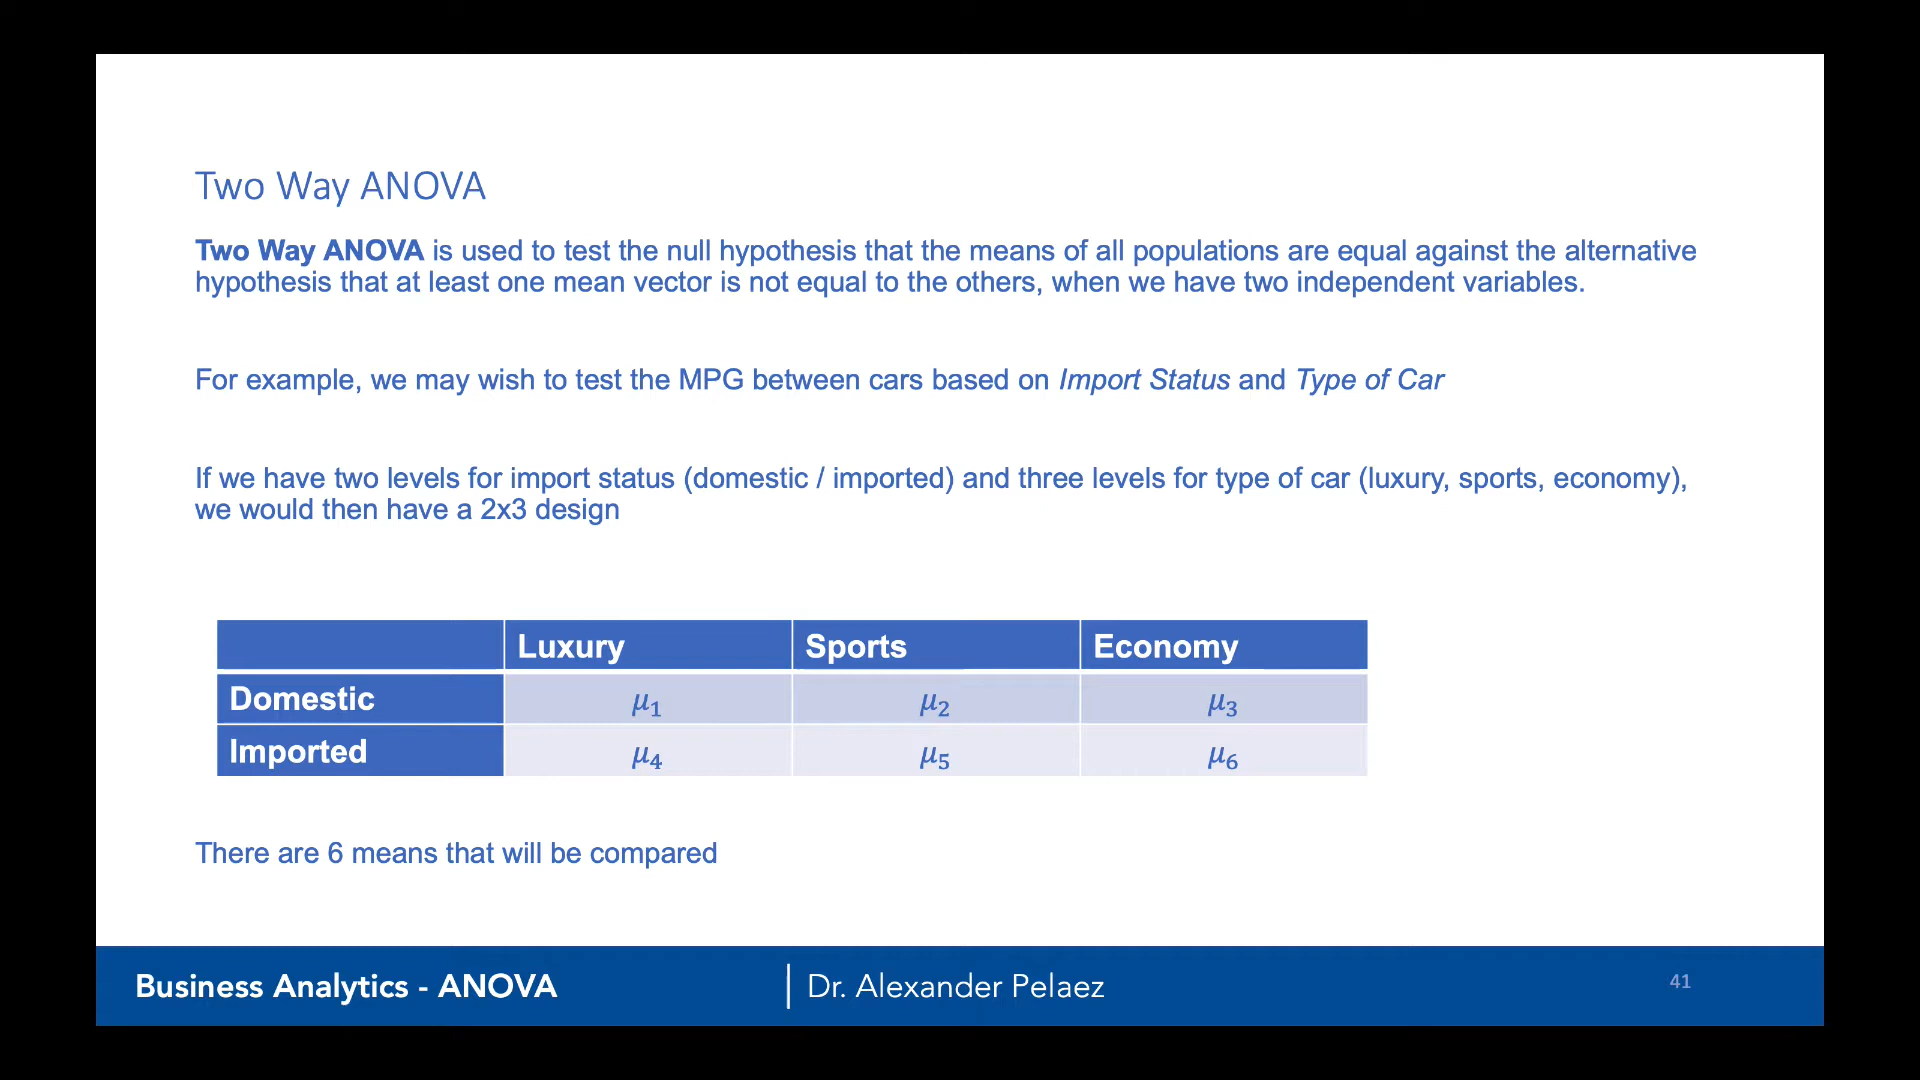 Two Way ANOVA
Two Way ANOVA is used to test the null hypothesis that the means of all populations are equal against the alternative
hypothesis that at least one mean vector is not equal to the others, when we have two independent variables.
For example, we may wish to test the MPG between cars based on Import Status and Type of Car
If we have two levels for import status (domestic / imported) and three levels for type of car (luxury, sports, economy),
we would then have a 2x3 design
Luxury Sports Economy
Domestic μ₁ μ₂ μ₃
Imported μ₄ μ₅ μ₆
There are 6 means that will be compared
Business Analytics - ANOVA | Dr. Alexander Pelaez 41